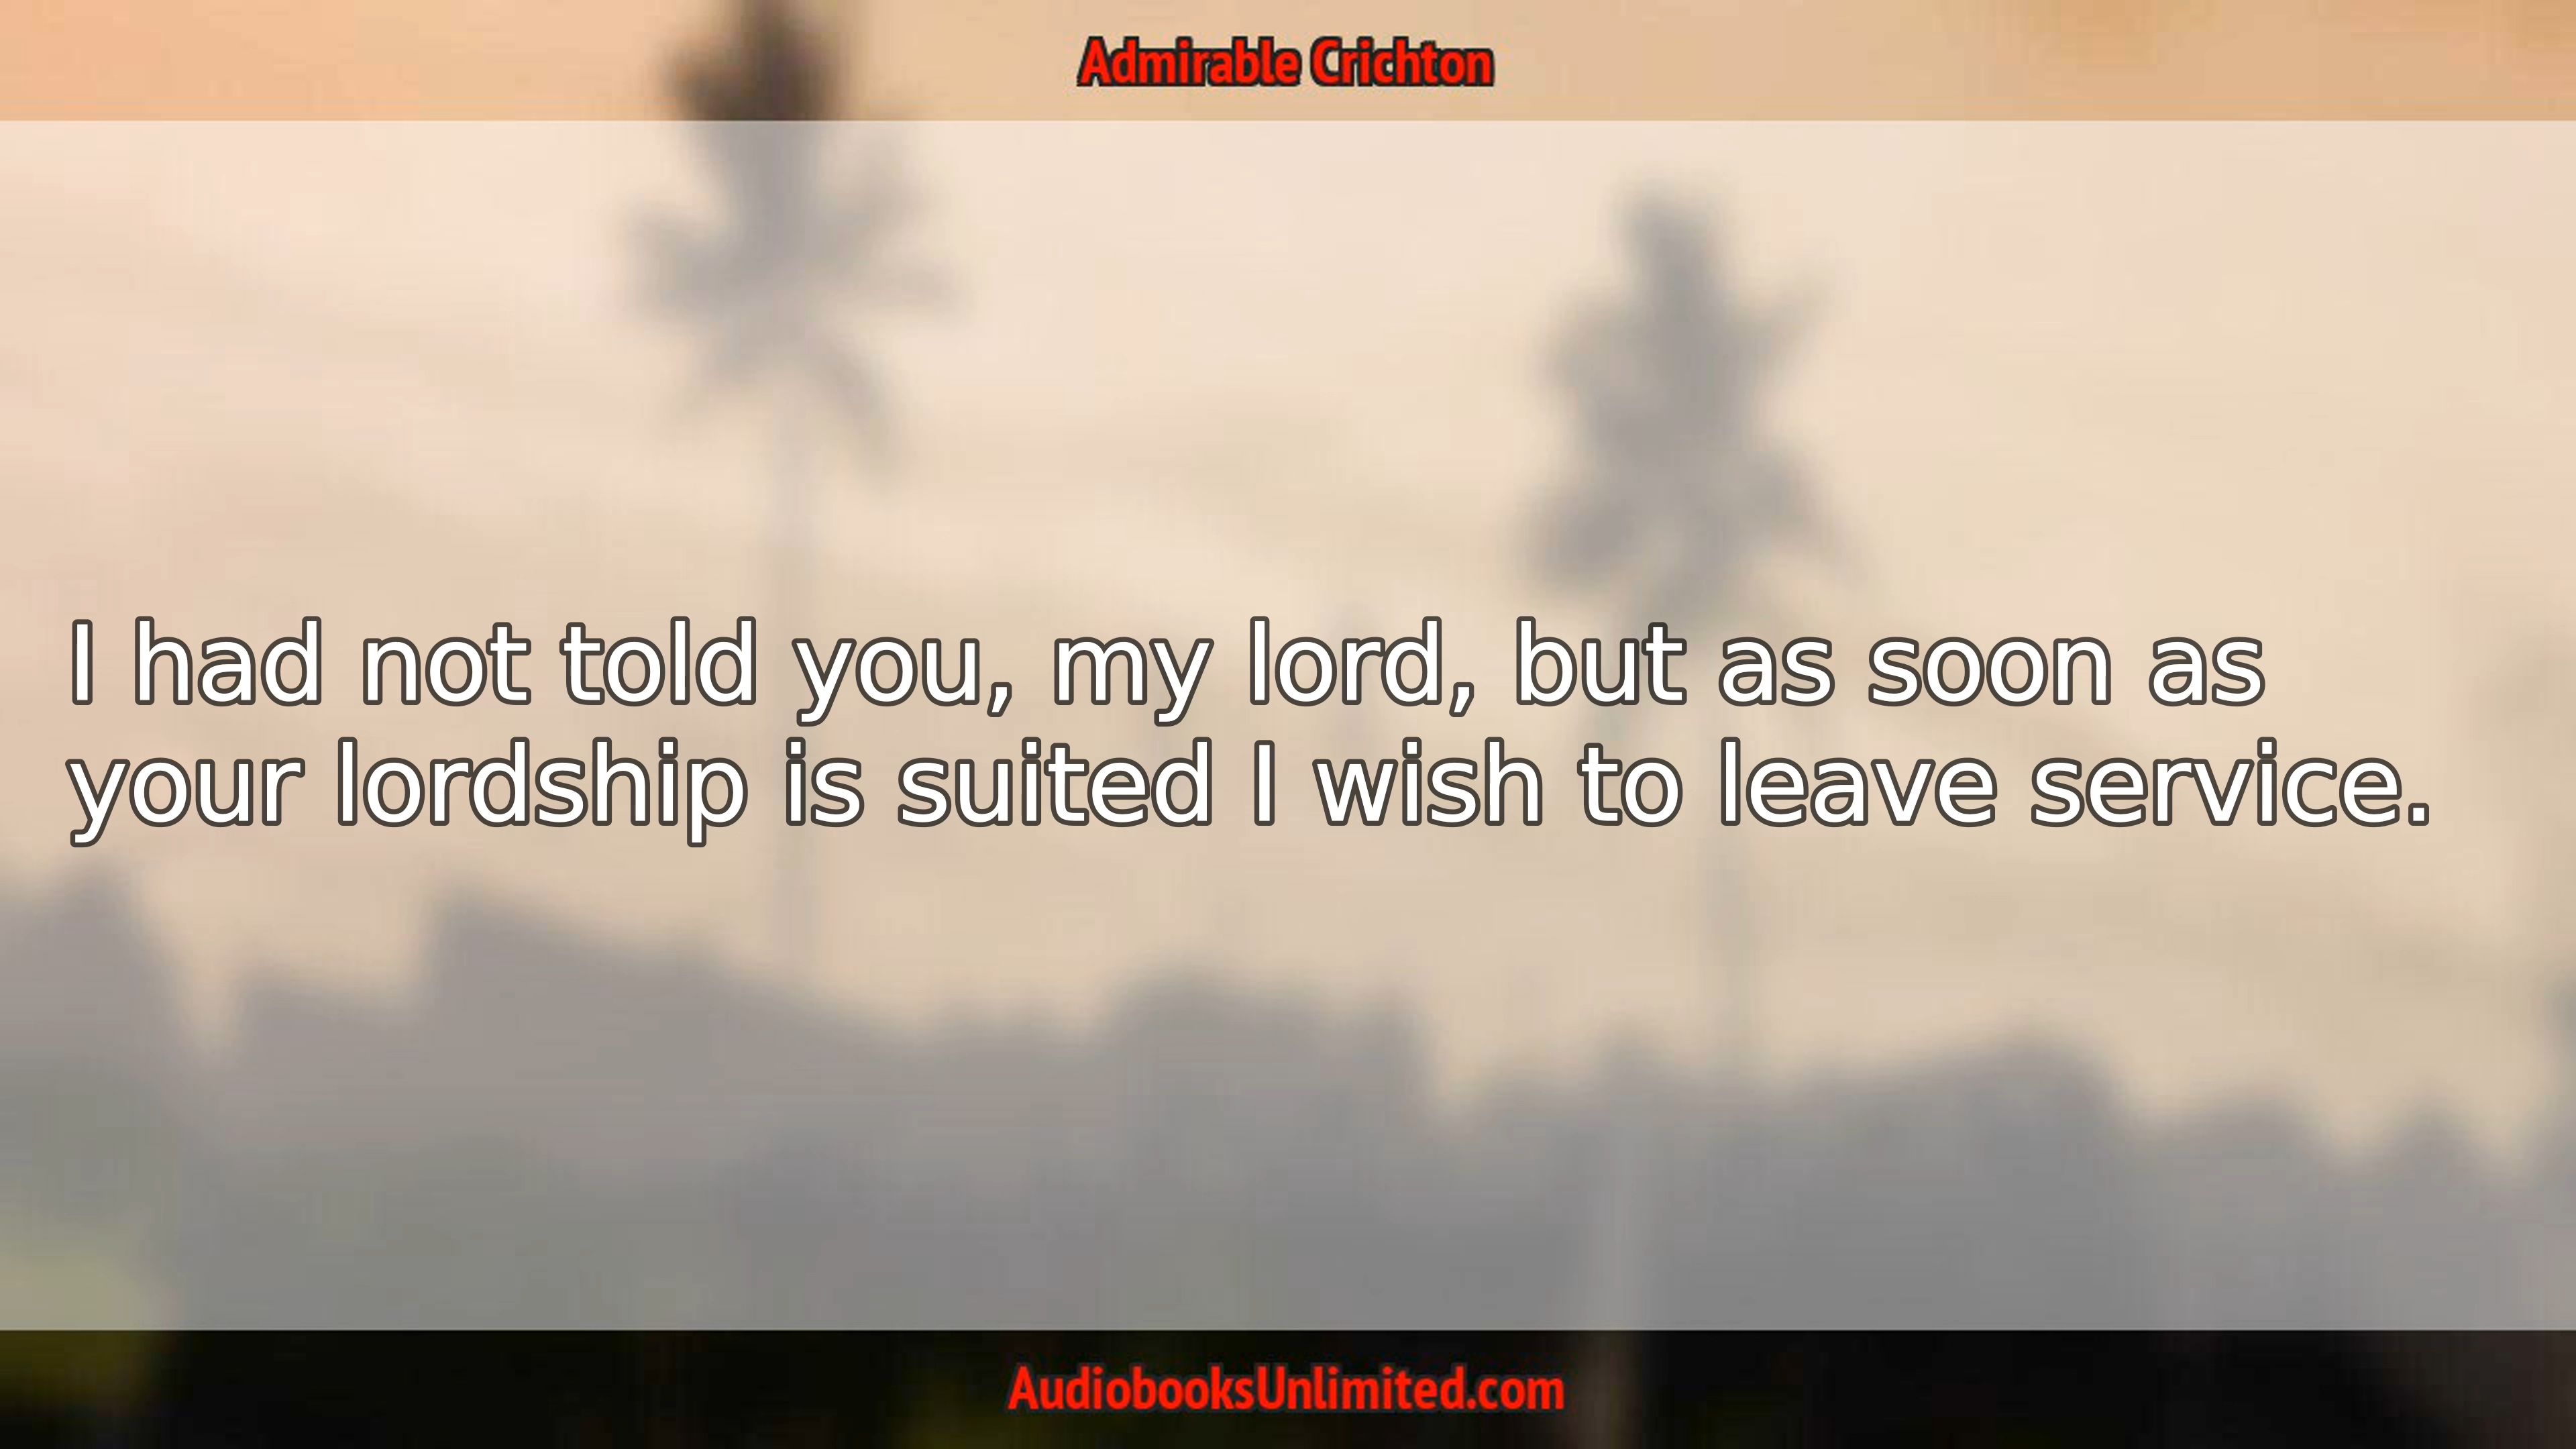 Admirable Crichton
I had not told you, my lord, but as soon as
your lordship is suited I wish to leave service.
AudiobooksUnlimited.com